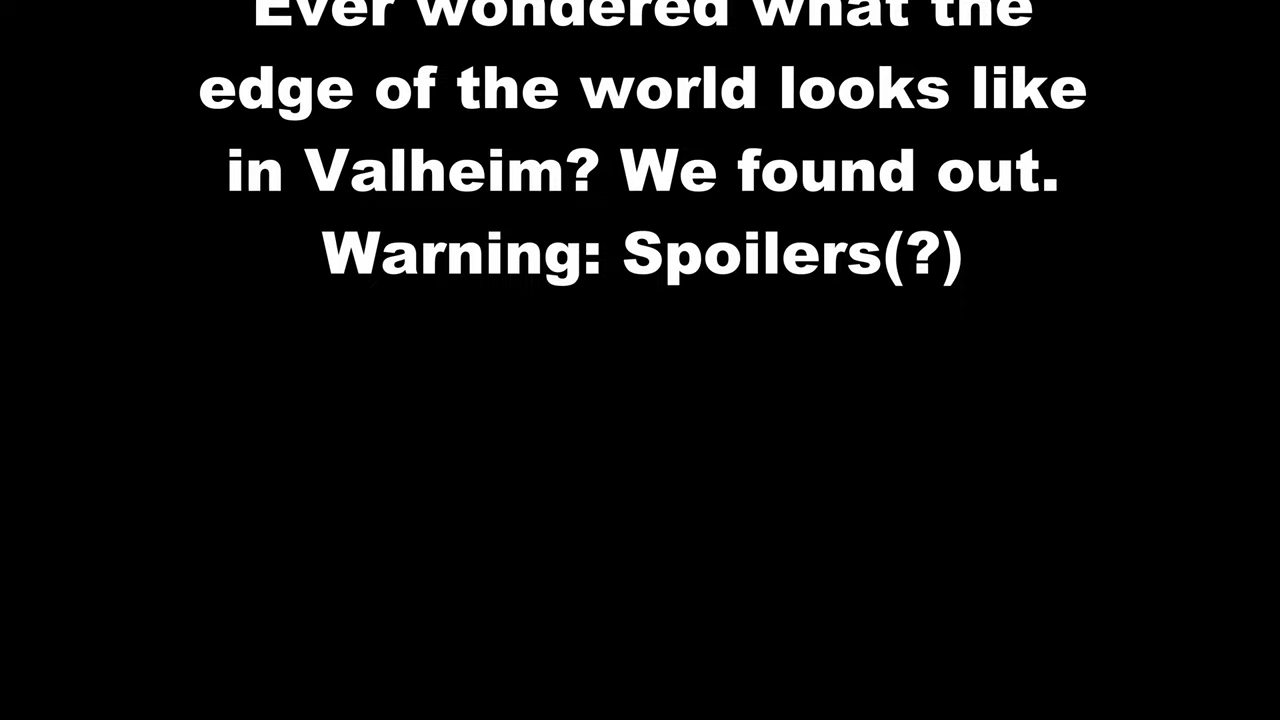 Ever wondered what the
edge of the world looks like
in Valheim? We found out.
Warning: Spoilers(?)